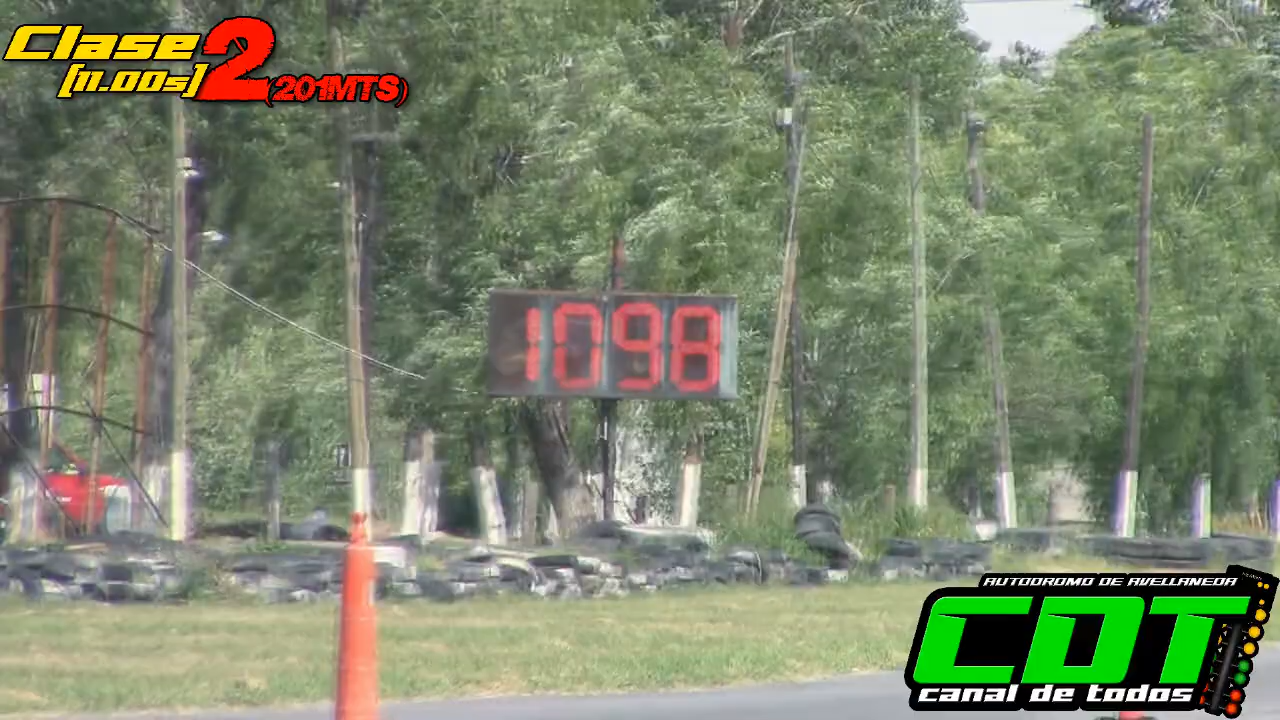 Clase 2
[11.00s] (201MTS)
1098
AUTODROMO DE AVELLANEDA
CDT
canal de todos